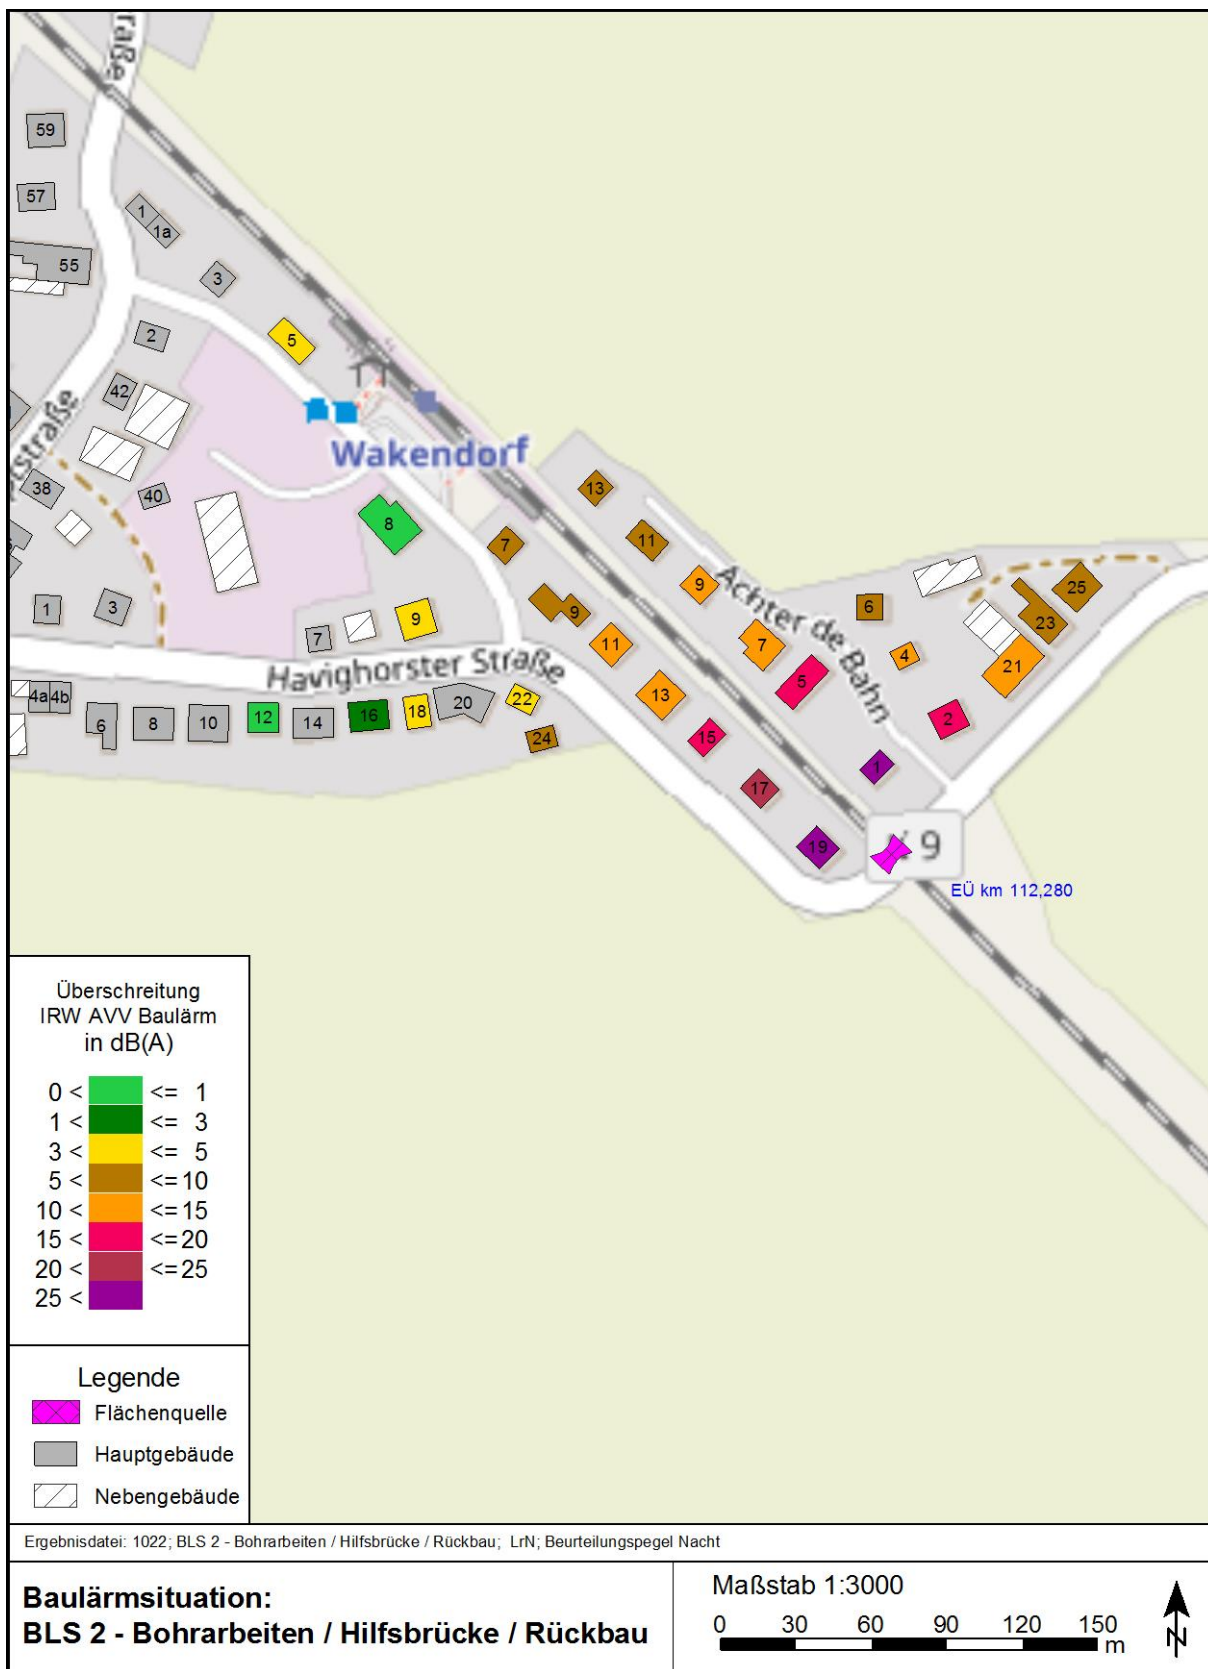 raße
59
57
1
1a
55
3
2
5
42
Wakendorf
tstraße
38
40
8
13
11
7
9
Achter de Bahn
6
25
23
1
3
7
9
9
11
7
4
21
Havighorster Straße
5
4a
4b
6
8
10
12
14
16
18
20
22
24
13
15
2
1
17
19
9
EÜ km 112,280
Überschreitung
IRW AVV Baulärm
in dB(A)
0 < <= 1
1 < <= 3
3 < <= 5
5 < <=10
10 < <=15
15 < <=20
20 < <=25
25 <
Legende
Flächenquelle
Hauptgebäude
Nebengebäude
Ergebnisdatei: 1022; BLS 2 - Bohrarbeiten / Hilfsbrücke / Rückbau; LrN; Beurteilungspegel Nacht
Baulärmsituation:
BLS 2 - Bohrarbeiten / Hilfsbrücke / Rückbau
Maßstab 1:3000
0 30 60 90 120 150
m
N